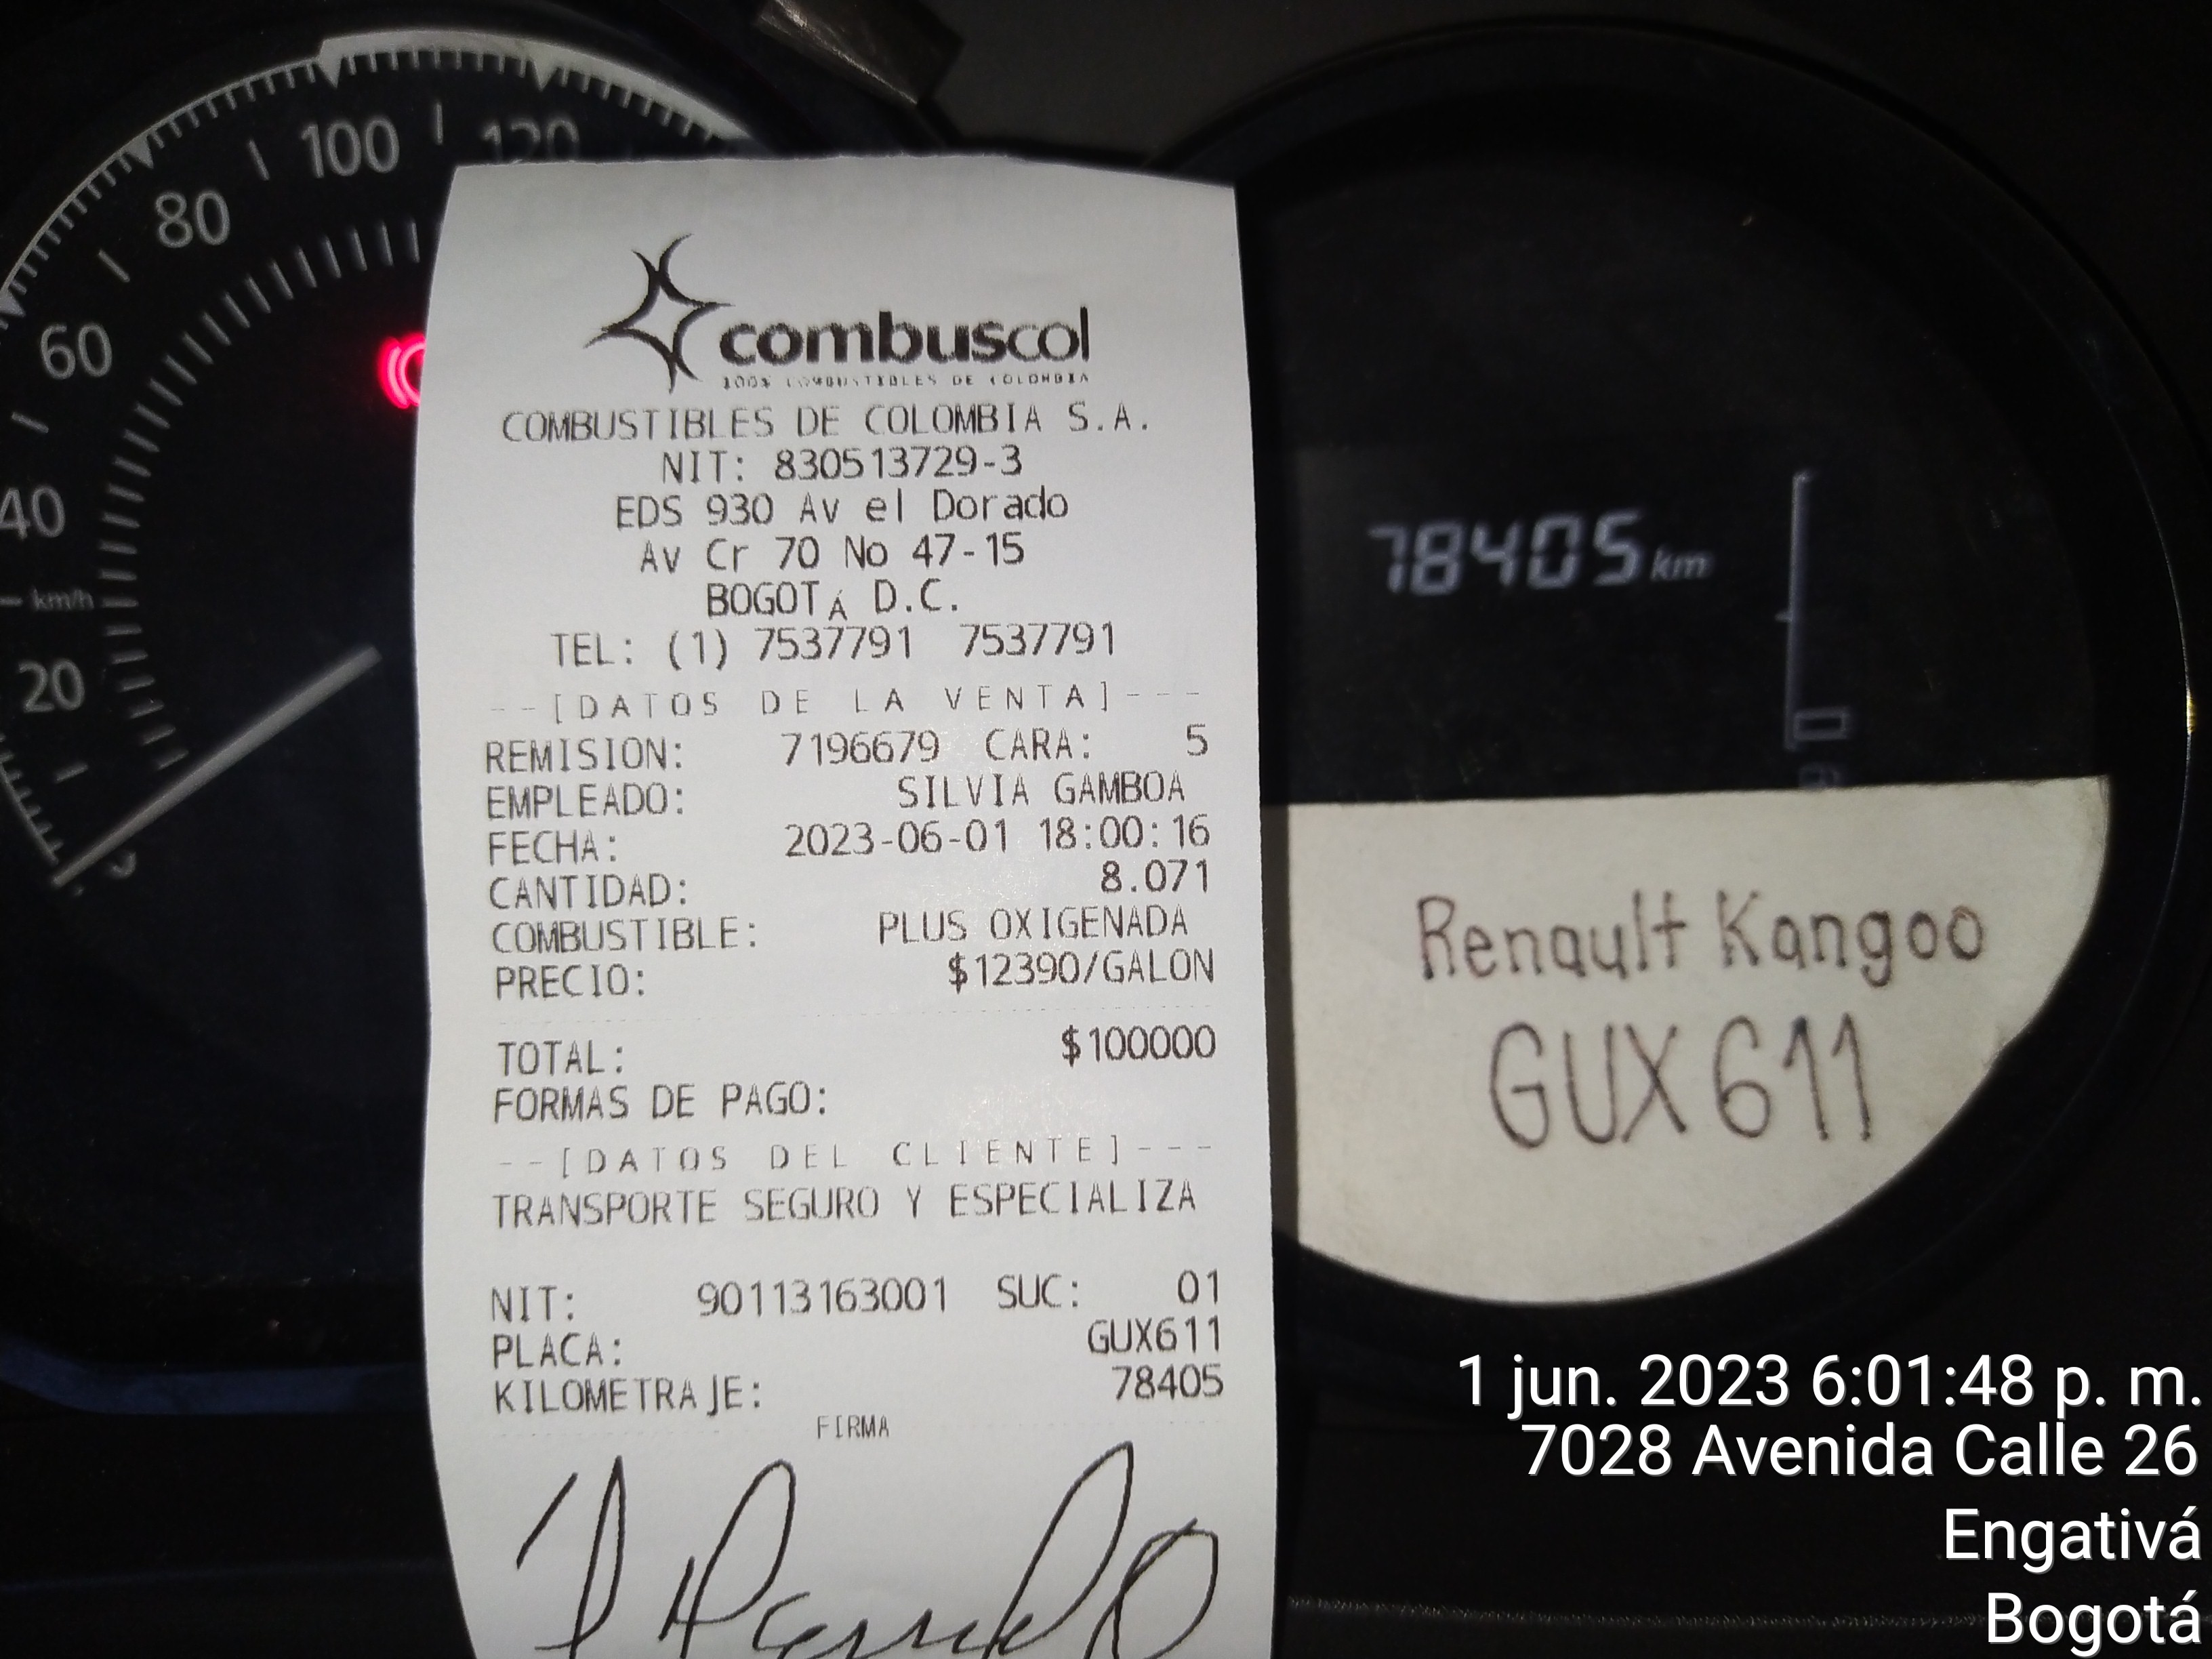 100
120
80
60
40
km/h
20
combuscol
100% COMBUSTIBLES DE COLOMBIA
COMBUSTIBLES DE COLOMBIA S.A.
NIT: 830513729-3
EDS 930 Av el Dorado
Av Cr 70 No 47-15
BOGOTÁ D.C.
TEL: (1) 7537791 7537791
--[DATOS DE LA VENTA]---
REMISION: 7196679 CARA: 5
EMPLEADO: SILVIA GAMBOA
FECHA: 2023-06-01 18:00:16
CANTIDAD: 8.071
COMBUSTIBLE: PLUS OXIGENADA
PRECIO: $12390/GALON
TOTAL: $100000
FORMAS DE PAGO:
--[DATOS DEL CLIENTE]---
TRANSPORTE SEGURO Y ESPECIALIZA
NIT: 90113163001 SUC: 01
PLACA: GUX611
KILOMETRAJE: 78405
FIRMA
78405 km
Renault Kangoo
GUX611
1 jun. 2023 6:01:48 p. m.
7028 Avenida Calle 26
Engativá
Bogotá